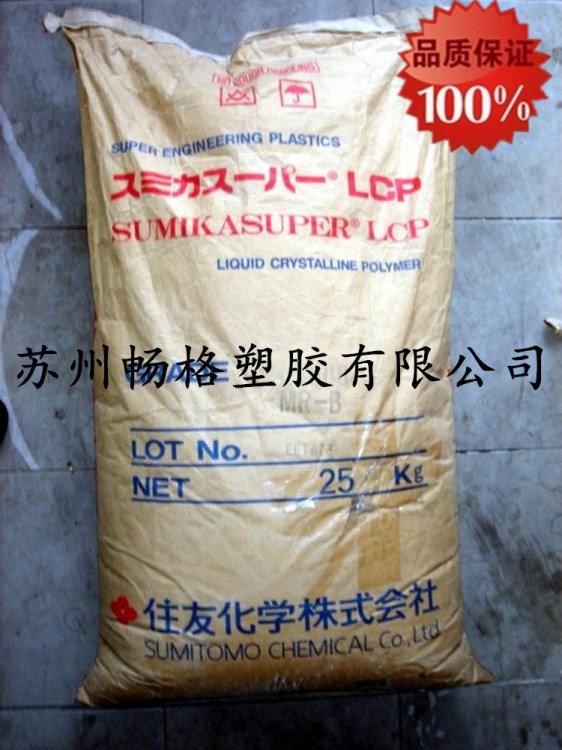 品质保证
100%
SUPER ENGINEERING PLASTICS
スミカスーパー® LCP
SUMIKASUPER® LCP
LIQUID CRYSTALLINE POLYMER
苏州畅格塑胶有限公司
MR-B
LOT No.
NET 25 Kg
住友化学株式会社
SUMITOMO CHEMICAL Co., Ltd